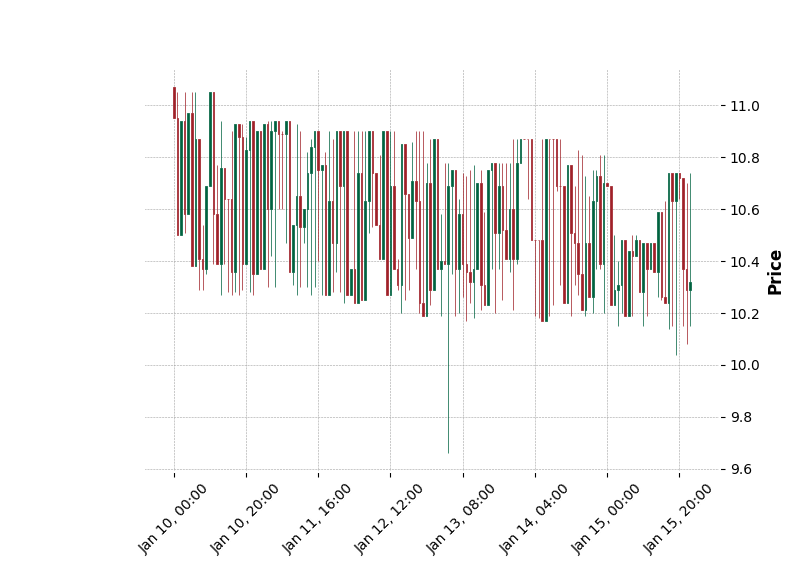 11.0
10.8
10.6
10.4
10.2
10.0
9.8
9.6
Price
Jan 10, 00:00
Jan 10, 20:00
Jan 11, 16:00
Jan 12, 12:00
Jan 13, 08:00
Jan 14, 04:00
Jan 15, 00:00
Jan 15, 20:00